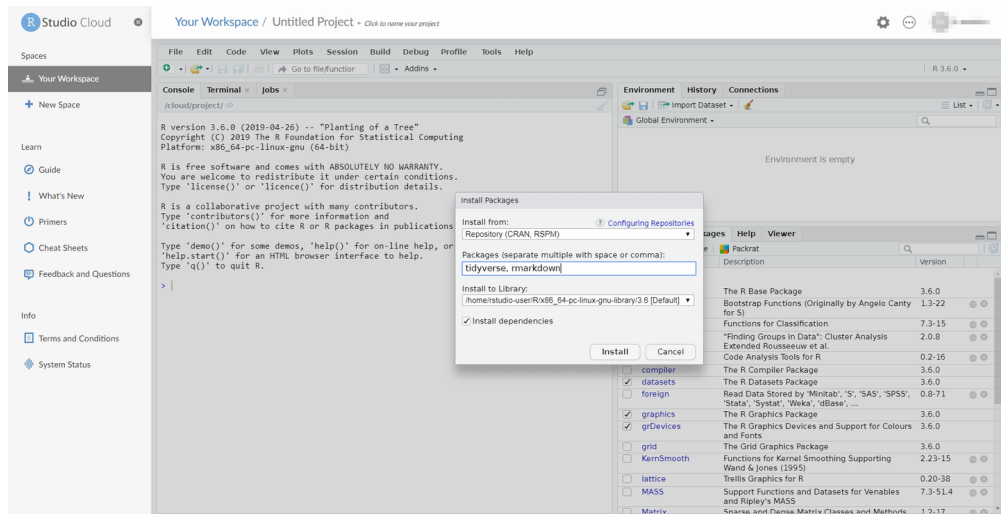 R Studio Cloud
Your Workspace / Untitled Project - Click to name your project
Spaces
Your Workspace
New Space
Learn
Guide
What's New
Primers
Cheat Sheets
Feedback and Questions
Info
Terms and Conditions
System Status
File Edit Code View Plots Session Build Debug Profile Tools Help
Go to file/function Addins
R 3.6.0
Console Terminal Jobs
/cloud/project/
R version 3.6.0 (2019-04-26) -- "Planting of a Tree"
Copyright (C) 2019 The R Foundation for Statistical Computing
Platform: x86_64-pc-linux-gnu (64-bit)
R is free software and comes with ABSOLUTELY NO WARRANTY.
You are welcome to redistribute it under certain conditions.
Type 'license()' or 'licence()' for distribution details.
R is a collaborative project with many contributors.
Type 'contributors()' for more information and
'citation()' on how to cite R or R packages in publications
Type 'demo()' for some demos, 'help()' for on-line help, or
'help.start()' for an HTML browser interface to help.
Type 'q()' to quit R.
>
Install Packages
Install from: ? Configuring Repositories
Repository (CRAN, RSPM)
Packages (separate multiple with space or comma):
tidyverse, rmarkdown
Install to Library:
/home/rstudio-user/R/x86_64-pc-linux-gnu-library/3.6 [Default]
Install dependencies
Install Cancel
Environment History Connections
Import Dataset List
Global Environment
Environment is empty
Help Viewer
Packrat
Description Version
The R Base Package 3.6.0
Bootstrap Functions (Originally by Angelo Canty 1.3-22
for S)
Functions for Classification 7.3-15
"Finding Groups in Data": Cluster Analysis 2.0.8
Extended Rousseeuw et al.
Code Analysis Tools for R 0.2-16
compiler The R Compiler Package 3.6.0
datasets The R Datasets Package 3.6.0
foreign Read Data Stored by 'Minitab', 'S', 'SAS', 'SPSS', 0.8-71
'Stata', 'Systat', 'Weka', 'dBase', ...
graphics The R Graphics Package 3.6.0
grDevices The R Graphics Devices and Support for Colours 3.6.0
and Fonts
grid The Grid Graphics Package 3.6.0
KernSmooth Functions for Kernel Smoothing Supporting 2.23-15
Wand & Jones (1995)
lattice Trellis Graphics for R 0.20-38
MASS Support Functions and Datasets for Venables 7.3-51.4
and Ripley's MASS
Matrix Sparse and Dense Matrix Classes and Methods 1.2-17